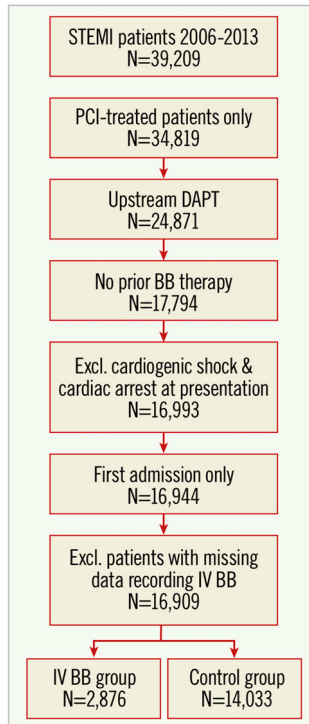 STEMI patients 2006-2013
N=39,209
PCI-treated patients only
N=34,819
Upstream DAPT
N=24,871
No prior BB therapy
N=17,794
Excl. cardiogenic shock &
cardiac arrest at presentation
N=16,993
First admission only
N=16,944
Excl. patients with missing
data recording IV BB
N=16,909
IV BB group
N=2,876
Control group
N=14,033